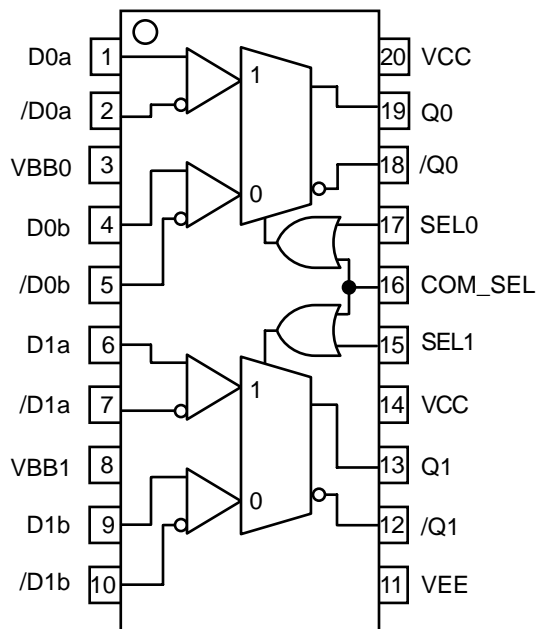 D0a 1
/D0a 2
VBB0 3
D0b 4
/D0b 5
D1a 6
/D1a 7
VBB1 8
D1b 9
/D1b 10
1
0
1
0
20 VCC
19 Q0
18 /Q0
17 SEL0
16 COM_SEL
15 SEL1
14 VCC
13 Q1
12 /Q1
11 VEE